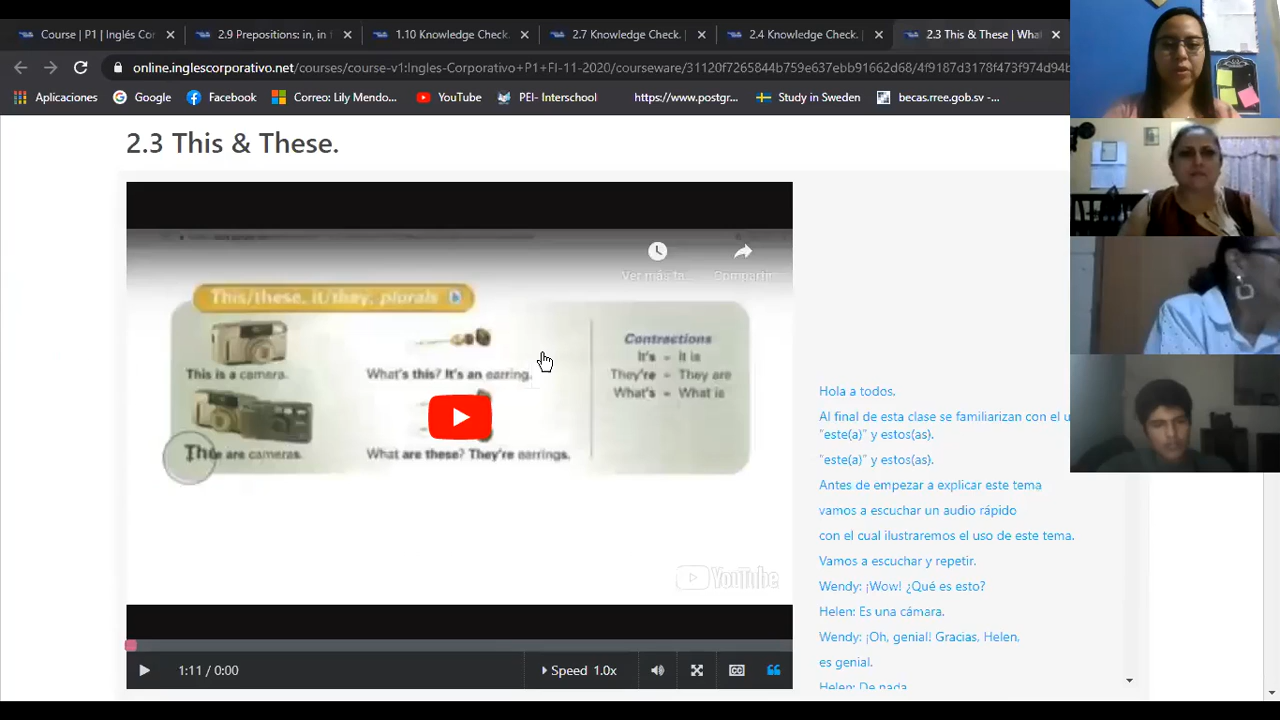 Course | P1 | Inglés Cor
2.9 Prepositions: in, in f
1.10 Knowledge Check.
2.7 Knowledge Check.
2.4 Knowledge Check.
2.3 This & These | What
online.inglescorporativo.net/courses/course-v1:Ingles-Corporativo
Aplicaciones
Google
Facebook
Correo: Lily Mendo...
YouTube
PEI- Interschool
https://www.postgr...
Study in Sweden
becas.rree.gob.sv -...
2.3 This & These.
Ver más ta...
Compartir
This/these, it/they, plurals
This is a camera.
What's this? It's an earring.
Contractions
It's = It is
They're = They are
What's = What is
are cameras.
What are these? They're earrings.
YouTube
1:11 / 0:00
Speed 1.0x
Hola a todos.
Al final de esta clase se familiarizan con el u
"este(a)" y estos(as).
"este(a)" y estos(as).
Antes de empezar a explicar este tema
vamos a escuchar un audio rápido
con el cual ilustraremos el uso de este tema.
Vamos a escuchar y repetir.
Wendy: ¡Wow! ¿Qué es esto?
Helen: Es una cámara.
Wendy: ¡Oh, genial! Gracias, Helen,
es genial.
Helen: De nada.